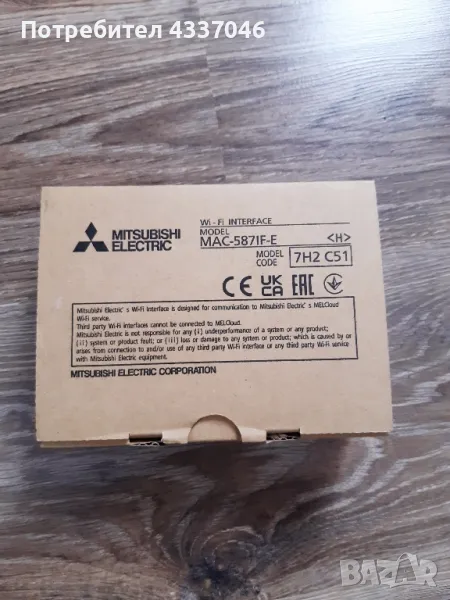 Потребител 4337046
MITSUBISHI
ELECTRIC
Wi-Fi INTERFACE
MODEL
MAC-587IF-E <H>
MODEL
CODE
7H2 C51
CE UK
CA EAC
Mitsubishi Electric's Wi-Fi Interface is designed for communication to Mitsubishi Electric's MELCloud
Wi-Fi service.
Third party Wi-Fi interfaces cannot be connected to MELCloud.
Mitsubishi Electric is not responsible for any (i) underperformance of a system or any product;
(ii) system or product fault; or (iii) loss or damage to any system or product; which is caused by or
arises from connection to and/or use of any third party Wi-Fi interface or any third party Wi-Fi service
with Mitsubishi Electric equipment.
MITSUBISHI ELECTRIC CORPORATION
BAZAR